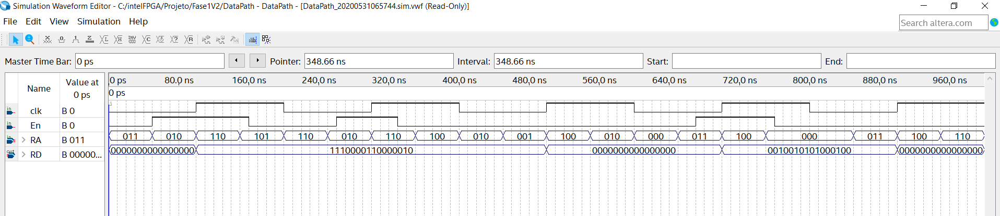 Simulation Waveform Editor - C:/intelFPGA/Projeto/Fase1V2/DataPath - DataPath - [DataPath_20200531065744.sim.vwf (Read-Only)]
File Edit View Simulation Help
Search altera.com
Master Time Bar: 0 ps Pointer: 348.66 ns Interval: 348.66 ns Start: End:
Name Value at 0 ps
0 ps 80.0 ns 160,0 ns 240,0 ns 320,0 ns 400,0 ns 480,0 ns 560,0 ns 640,0 ns 720,0 ns 800,0 ns 880,0 ns 960,0 ns
0 ps
in clk B 0
in En B 0
in RA B 011 011 010 110 101 110 010 110 100 010 001 100 010 000 011 100 000 011 100 110
out RD B 00000... 0000000000000000 1110000110000010 0000000000000000 0010010101000100 0000000000000000